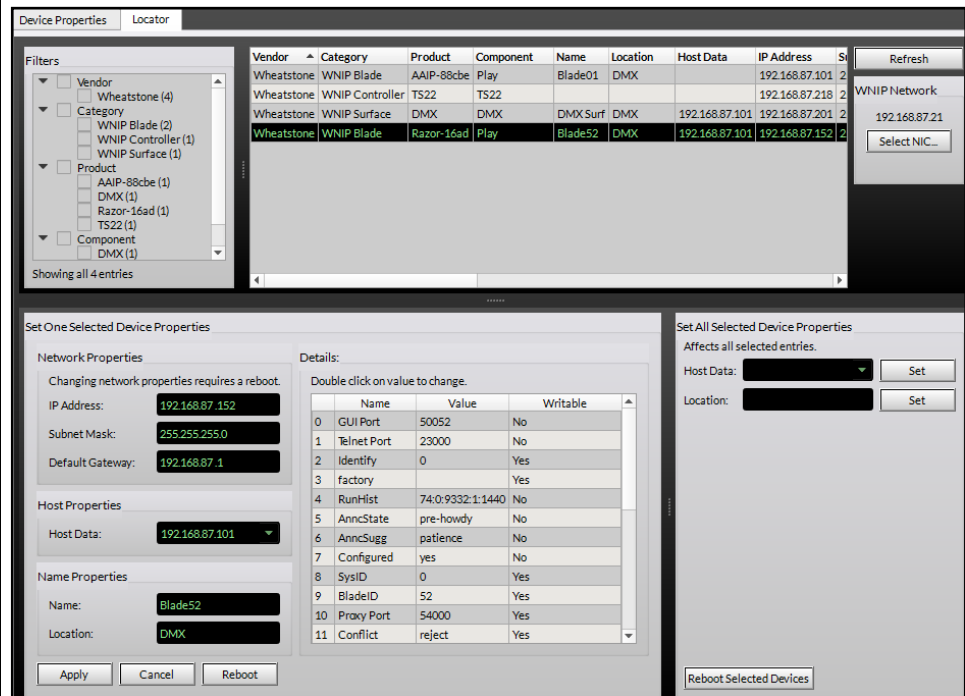 Device Properties Locator
Filters
Vendor
Wheatstone (4)
Category
WNIP Blade (2)
WNIP Controller (1)
WNIP Surface (1)
Product
AAIP-88cbe (1)
DMX (1)
Razor-16ad (1)
TS22 (1)
Component
DMX (1)
Showing all 4 entries
Vendor Category Product Component Name Location Host Data IP Address Su
Wheatstone WNIP Blade AAIP-88cbe Play Blade01 DMX 192.168.87.101 2
Wheatstone WNIP Controller TS22 TS22 192.168.87.218 2
Wheatstone WNIP Surface DMX DMX DMX Surf DMX 192.168.87.101 192.168.87.201 2
Wheatstone WNIP Blade Razor-16ad Play Blade52 DMX 192.168.87.101 192.168.87.152 2
Refresh
WNIP Network
192.168.87.21
Select NIC...
Set One Selected Device Properties
Network Properties
Changing network properties requires a reboot.
IP Address: 192.168.87.152
Subnet Mask: 255.255.255.0
Default Gateway: 192.168.87.1
Host Properties
Host Data: 192.168.87.101
Name Properties
Name: Blade52
Location: DMX
Apply Cancel Reboot
Details:
Double click on value to change.
Name Value Writable
0 GUI Port 50052 No
1 Telnet Port 23000 No
2 Identify 0 Yes
3 factory Yes
4 RunHist 74:0:9332:1:1440 No
5 AnncState pre-howdy No
6 AnncSugg patience No
7 Configured yes No
8 SysID 0 Yes
9 BladeID 52 Yes
10 Proxy Port 54000 Yes
11 Conflict reject Yes
Set All Selected Device Properties
Affects all selected entries.
Host Data: Set
Location: Set
Reboot Selected Devices